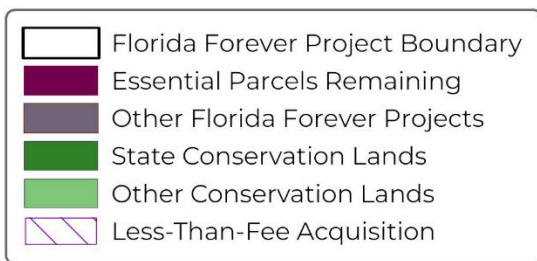 Florida Forever Project Boundary
Essential Parcels Remaining
Other Florida Forever Projects
State Conservation Lands
Other Conservation Lands
Less-Than-Fee Acquisition